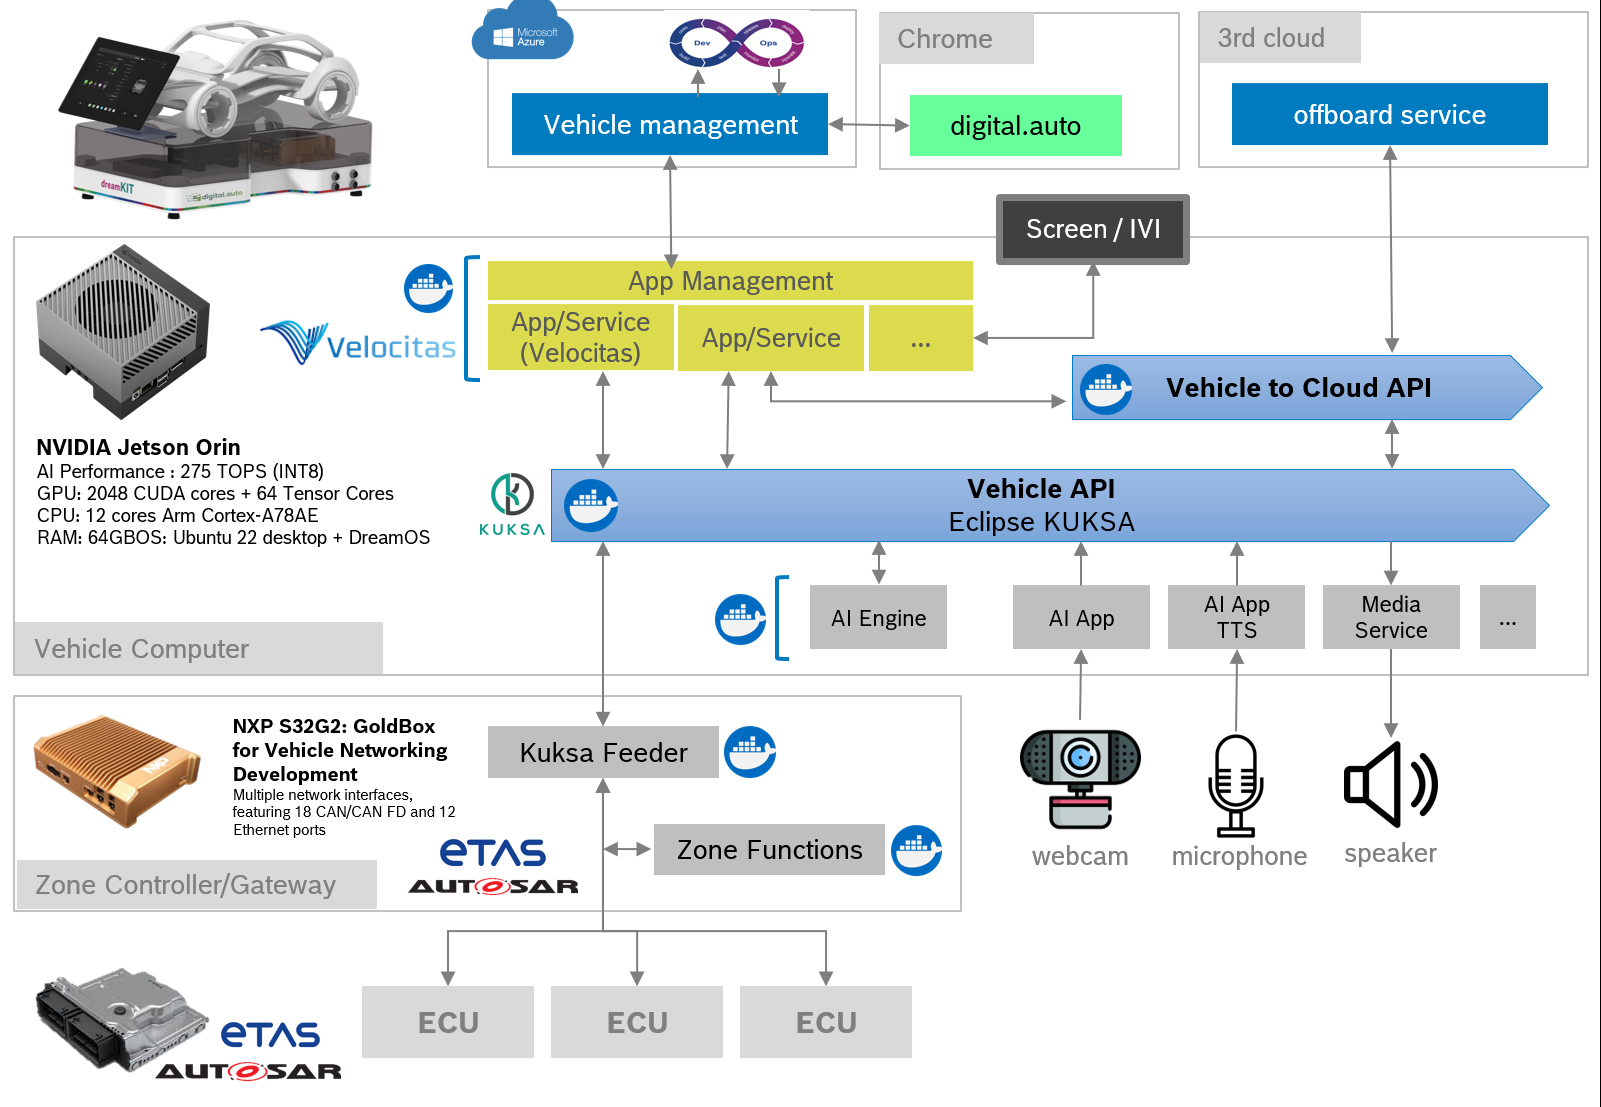 Microsoft
Azure
Dev
Ops
Chrome
3rd cloud
Vehicle management
digital.auto
offboard service
dreamKIT
digital.auto
Screen / IVI
App Management
App/Service
(Velocitas)
App/Service
...
Velocitas
Vehicle to Cloud API
NVIDIA Jetson Orin
AI Performance : 275 TOPS (INT8)
GPU: 2048 CUDA cores + 64 Tensor Cores
CPU: 12 cores Arm Cortex-A78AE
RAM: 64GBOS: Ubuntu 22 desktop + DreamOS
KUKSA
Vehicle API
Eclipse KUKSA
AI Engine
AI App
AI App
TTS
Media
Service
...
Vehicle Computer
NXP S32G2: GoldBox
for Vehicle Networking
Development
Multiple network interfaces,
featuring 18 CAN/CAN FD and 12
Ethernet ports
NXP
Kuksa Feeder
Zone Functions
eTAS
AUTOSAR
Zone Controller/Gateway
webcam
microphone
speaker
ECU
ECU
ECU
eTAS
AUTOSAR